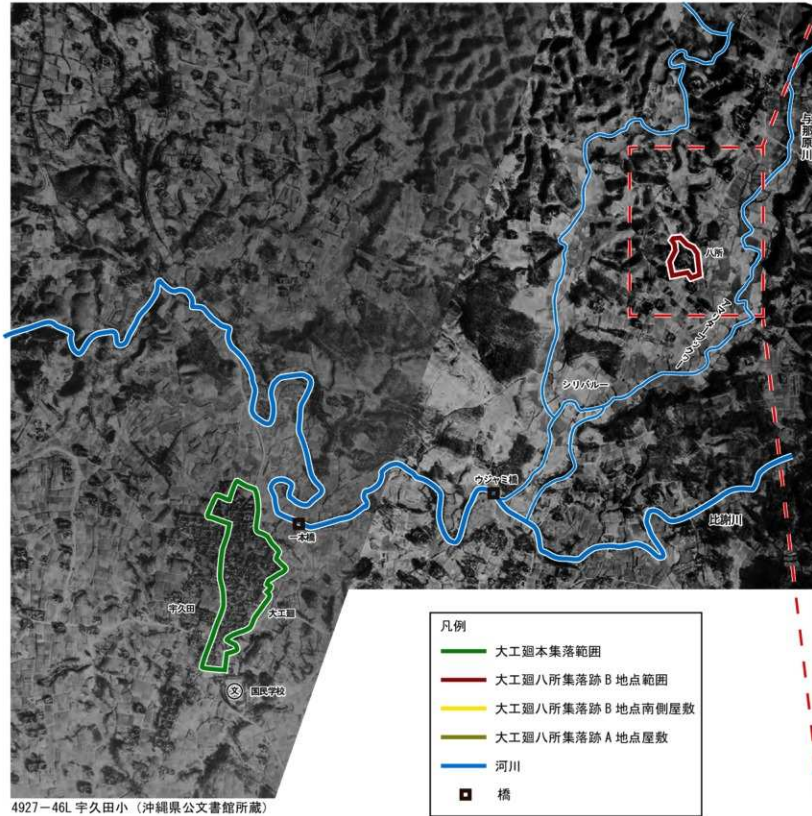 与那原川
八所
シリバルー
ウジャミ橋
比謝川
一本橋
宇久田
大工廻
文
国民学校
凡例
大工廻本集落範囲
大工廻八所集落跡 B 地点範囲
大工廻八所集落跡 B 地点南側屋敷
大工廻八所集落跡 A 地点屋敷
河川
橋
4927-46L 宇久田小（沖縄県公文書館所蔵）